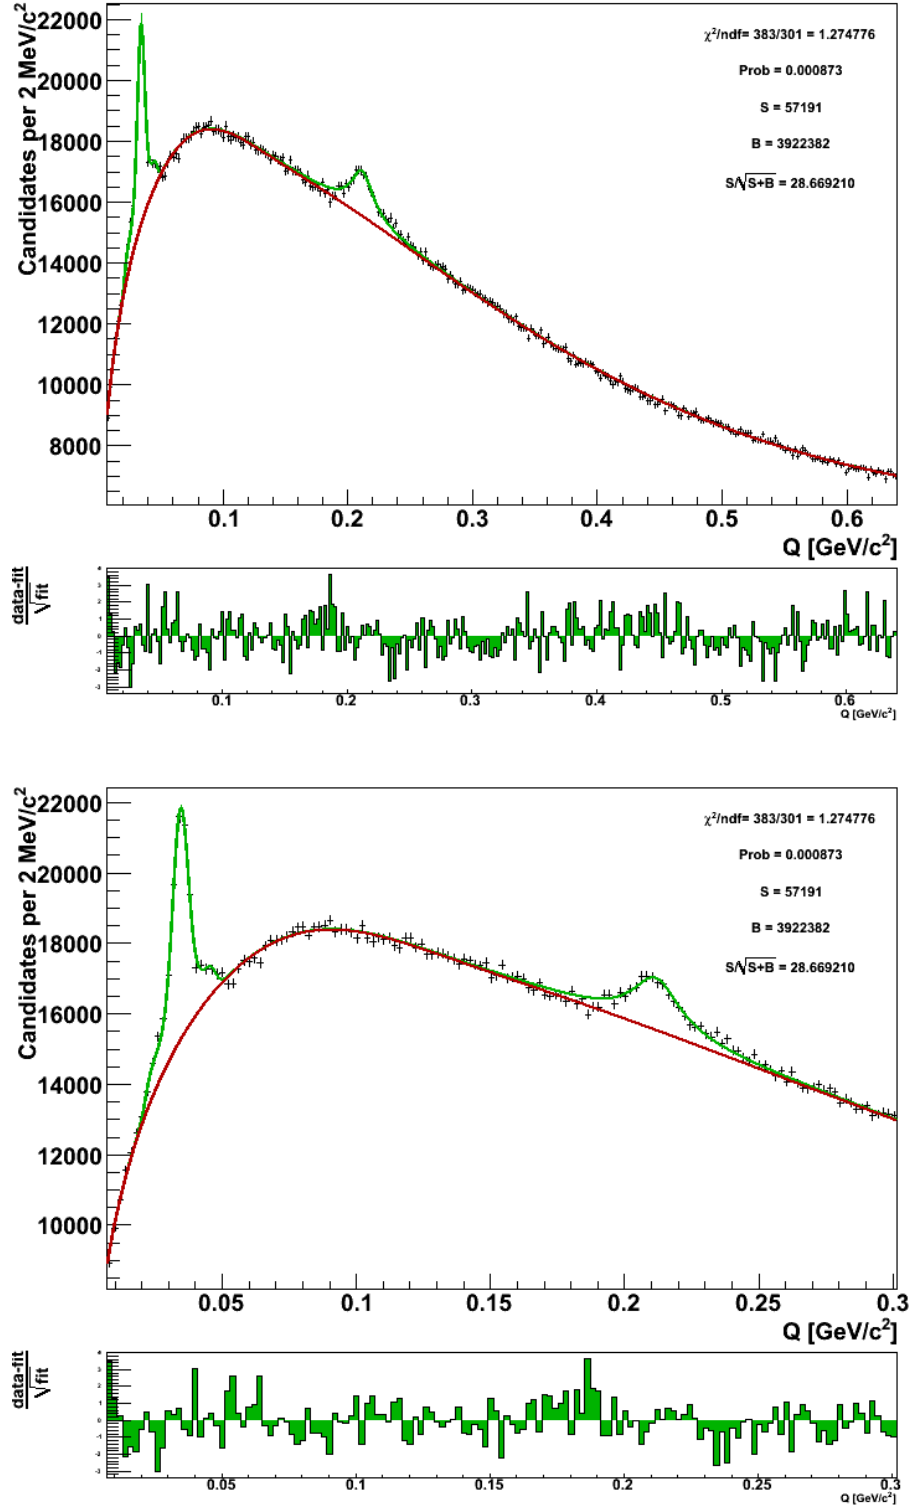 Candidates per 2 MeV/c²
22000
20000
18000
16000
14000
12000
10000
8000
χ²/ndf= 383/301 = 1.274776
Prob = 0.000873
S = 57191
B = 3922382
S/√S+B = 28.669210
0.1 0.2 0.3 0.4 0.5 0.6
Q [GeV/c²]
data-fit
√fit
0.1 0.2 0.3 0.4 0.5 0.6
Q [GeV/c²]
Candidates per 2 MeV/c²
22000
20000
18000
16000
14000
12000
10000
χ²/ndf= 383/301 = 1.274776
Prob = 0.000873
S = 57191
B = 3922382
S/√S+B = 28.669210
0.05 0.1 0.15 0.2 0.25 0.3
Q [GeV/c²]
data-fit
√fit
0.05 0.1 0.15 0.2 0.25 0.3
Q [GeV/c²]